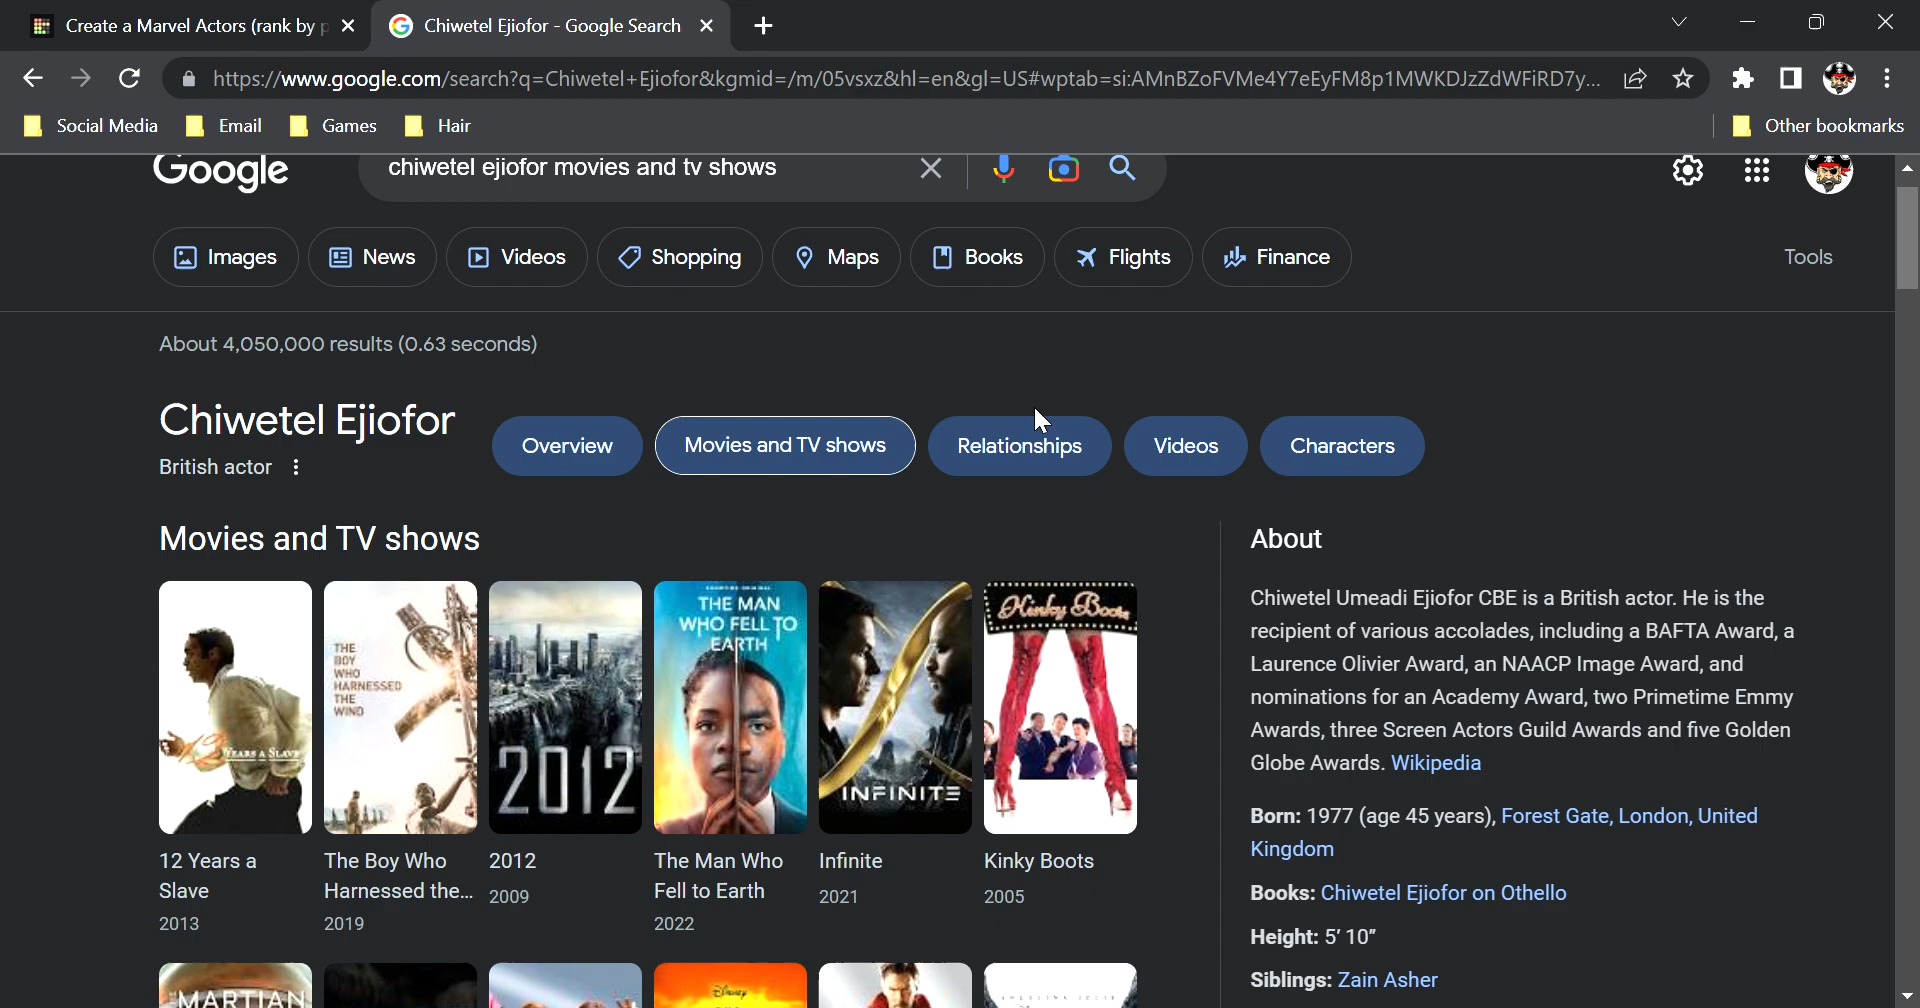 Create a Marvel Actors (rank by
Chiwetel Ejiofor - Google Search
https://www.google.com/search?q=Chiwetel+Ejiofor&kgmid=/m/05vsxz&hl=en&gl=US#wptab=si:AMnBZoFVMe4Y7eEyFM8p1MWKDJzZdWFiRD7y...
Social Media Email Games Hair Other bookmarks
Google chiwetel ejiofor movies and tv shows
Images News Videos Shopping Maps Books Flights Finance Tools
About 4,050,000 results (0.63 seconds)
Chiwetel Ejiofor
British actor
Overview Movies and TV shows Relationships Videos Characters
Movies and TV shows
YEARS A SLAVE
THE
BOY
WHO
HARNESSED
THE
WIND
2012
THE MAN
WHO FELL TO
EARTH
INFINITE
Kinky Boots
12 Years a
Slave
2013
The Boy Who
Harnessed the...
2019
2012
2009
The Man Who
Fell to Earth
2022
Infinite
2021
Kinky Boots
2005
MARTIAN
Disney
About
Chiwetel Umeadi Ejiofor CBE is a British actor. He is the
recipient of various accolades, including a BAFTA Award, a
Laurence Olivier Award, an NAACP Image Award, and
nominations for an Academy Award, two Primetime Emmy
Awards, three Screen Actors Guild Awards and five Golden
Globe Awards. Wikipedia
Born: 1977 (age 45 years), Forest Gate, London, United
Kingdom
Books: Chiwetel Ejiofor on Othello
Height: 5′ 10″
Siblings: Zain Asher